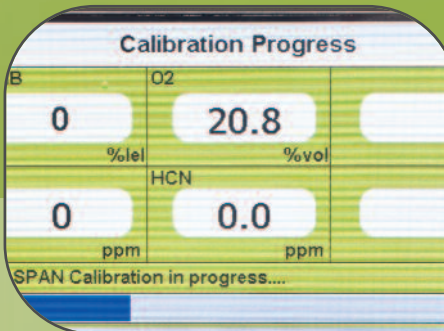 Calibration Progress
B O2
0 20.8
%lel %vol
HCN
0 0.0
ppm ppm
SPAN Calibration in progress....